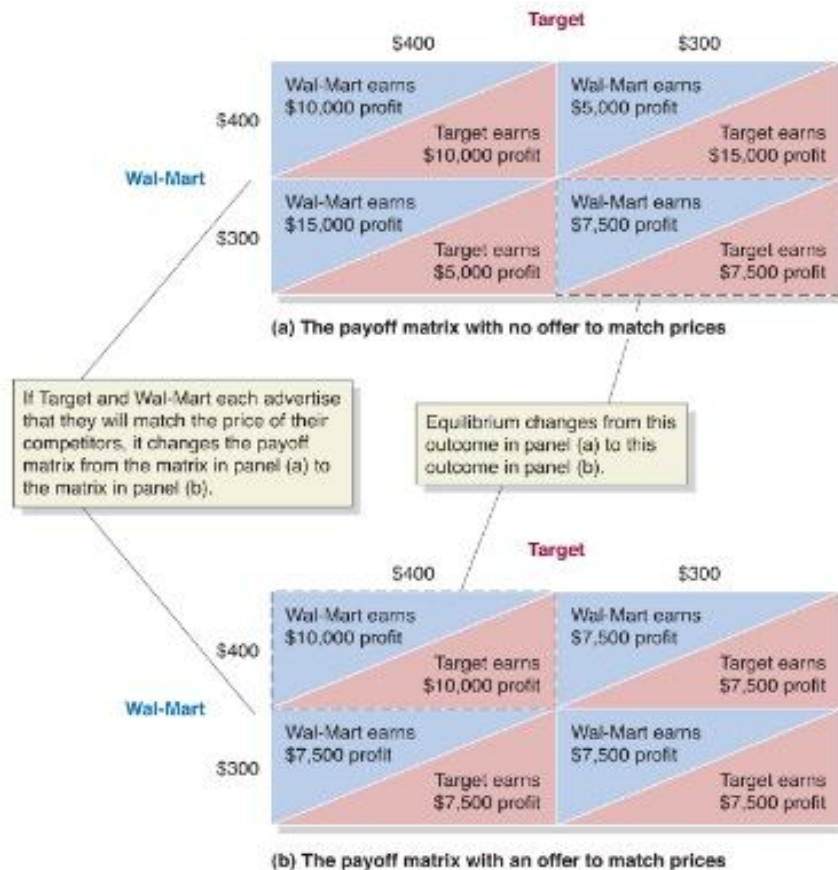 Target
$400 $300
Wal-Mart earns
$10,000 profit
Target earns
$10,000 profit
Wal-Mart earns
$5,000 profit
Target earns
$15,000 profit
$400
Wal-Mart
$300
Wal-Mart earns
$15,000 profit
Target earns
$5,000 profit
Wal-Mart earns
$7,500 profit
Target earns
$7,500 profit
(a) The payoff matrix with no offer to match prices
If Target and Wal-Mart each advertise
that they will match the price of their
competitors, it changes the payoff
matrix from the matrix in panel (a) to
the matrix in panel (b).
Equilibrium changes from this
outcome in panel (a) to this
outcome in panel (b).
Target
$400 $300
Wal-Mart earns
$10,000 profit
Target earns
$10,000 profit
Wal-Mart earns
$7,500 profit
Target earns
$7,500 profit
$400
Wal-Mart
$300
Wal-Mart earns
$7,500 profit
Target earns
$7,500 profit
Wal-Mart earns
$7,500 profit
Target earns
$7,500 profit
(b) The payoff matrix with an offer to match prices